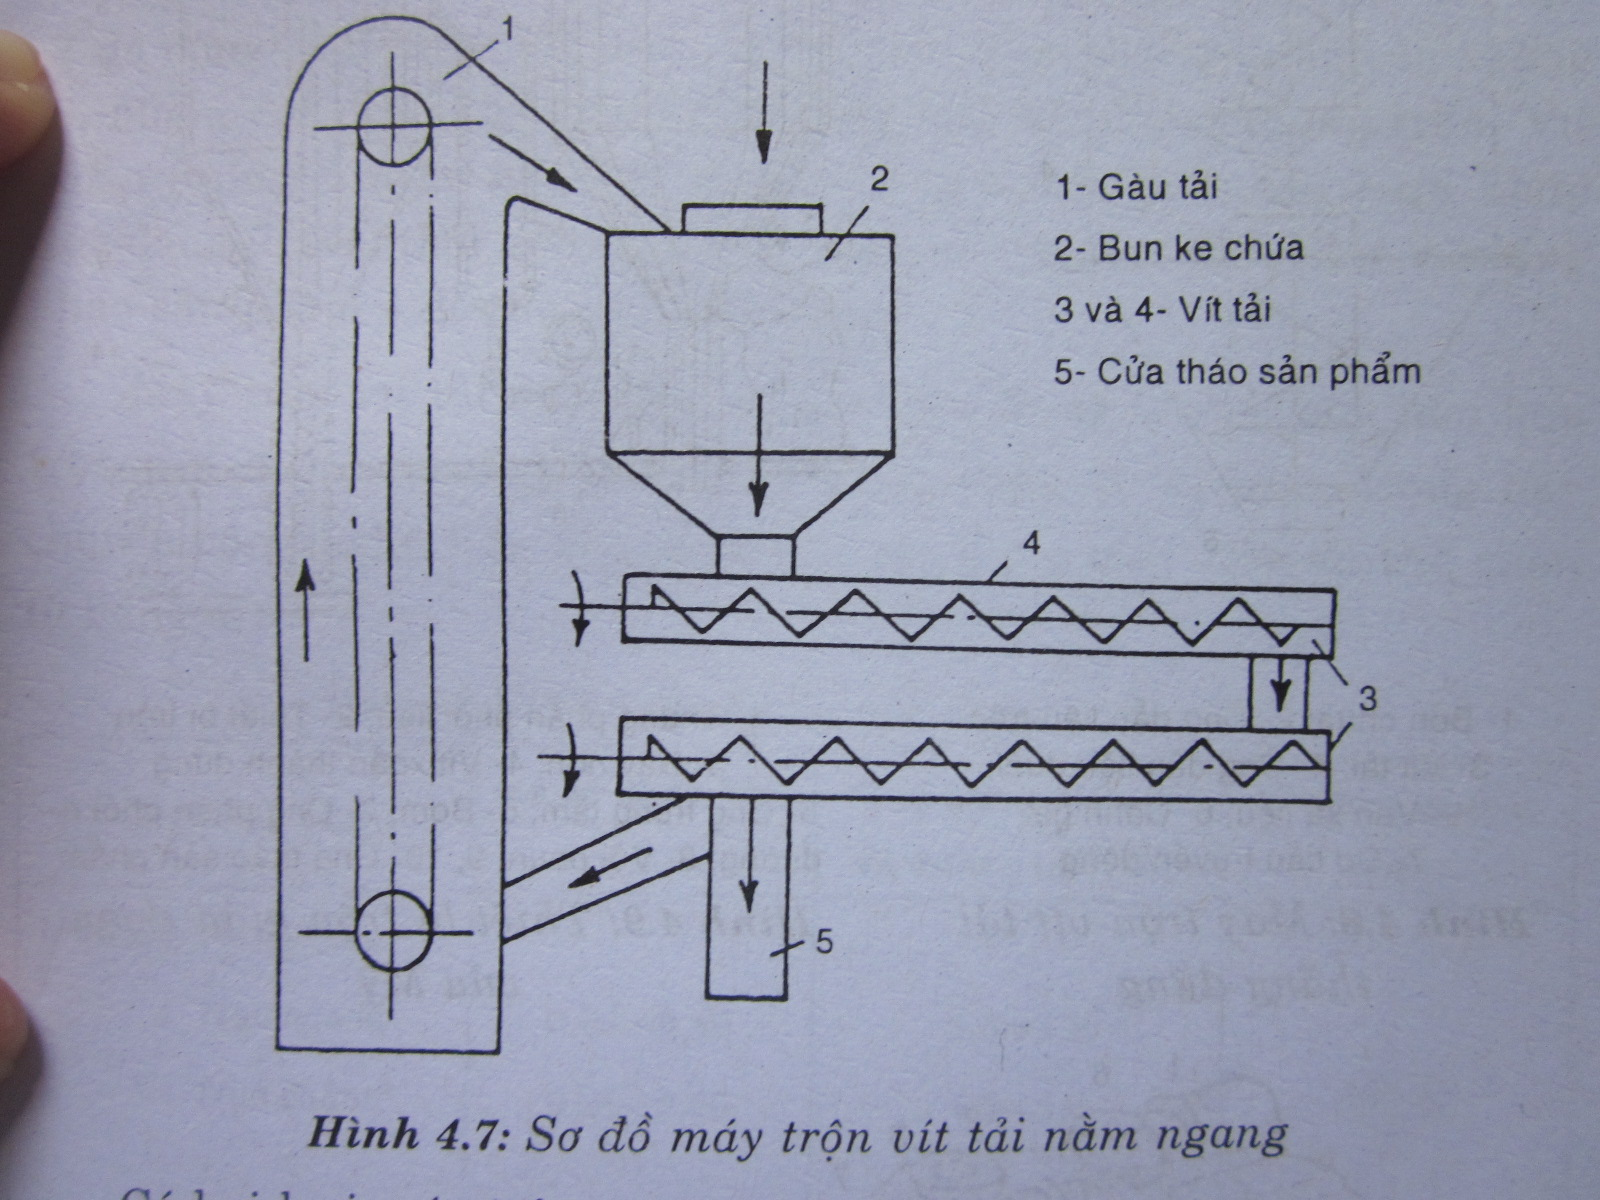 1
2
1- Gàu tải
2- Bun ke chứa
3 và 4- Vít tải
5- Cửa tháo sản phẩm
4
3
5
Hình 4.7: Sơ đồ máy trộn vít tải nằm ngang